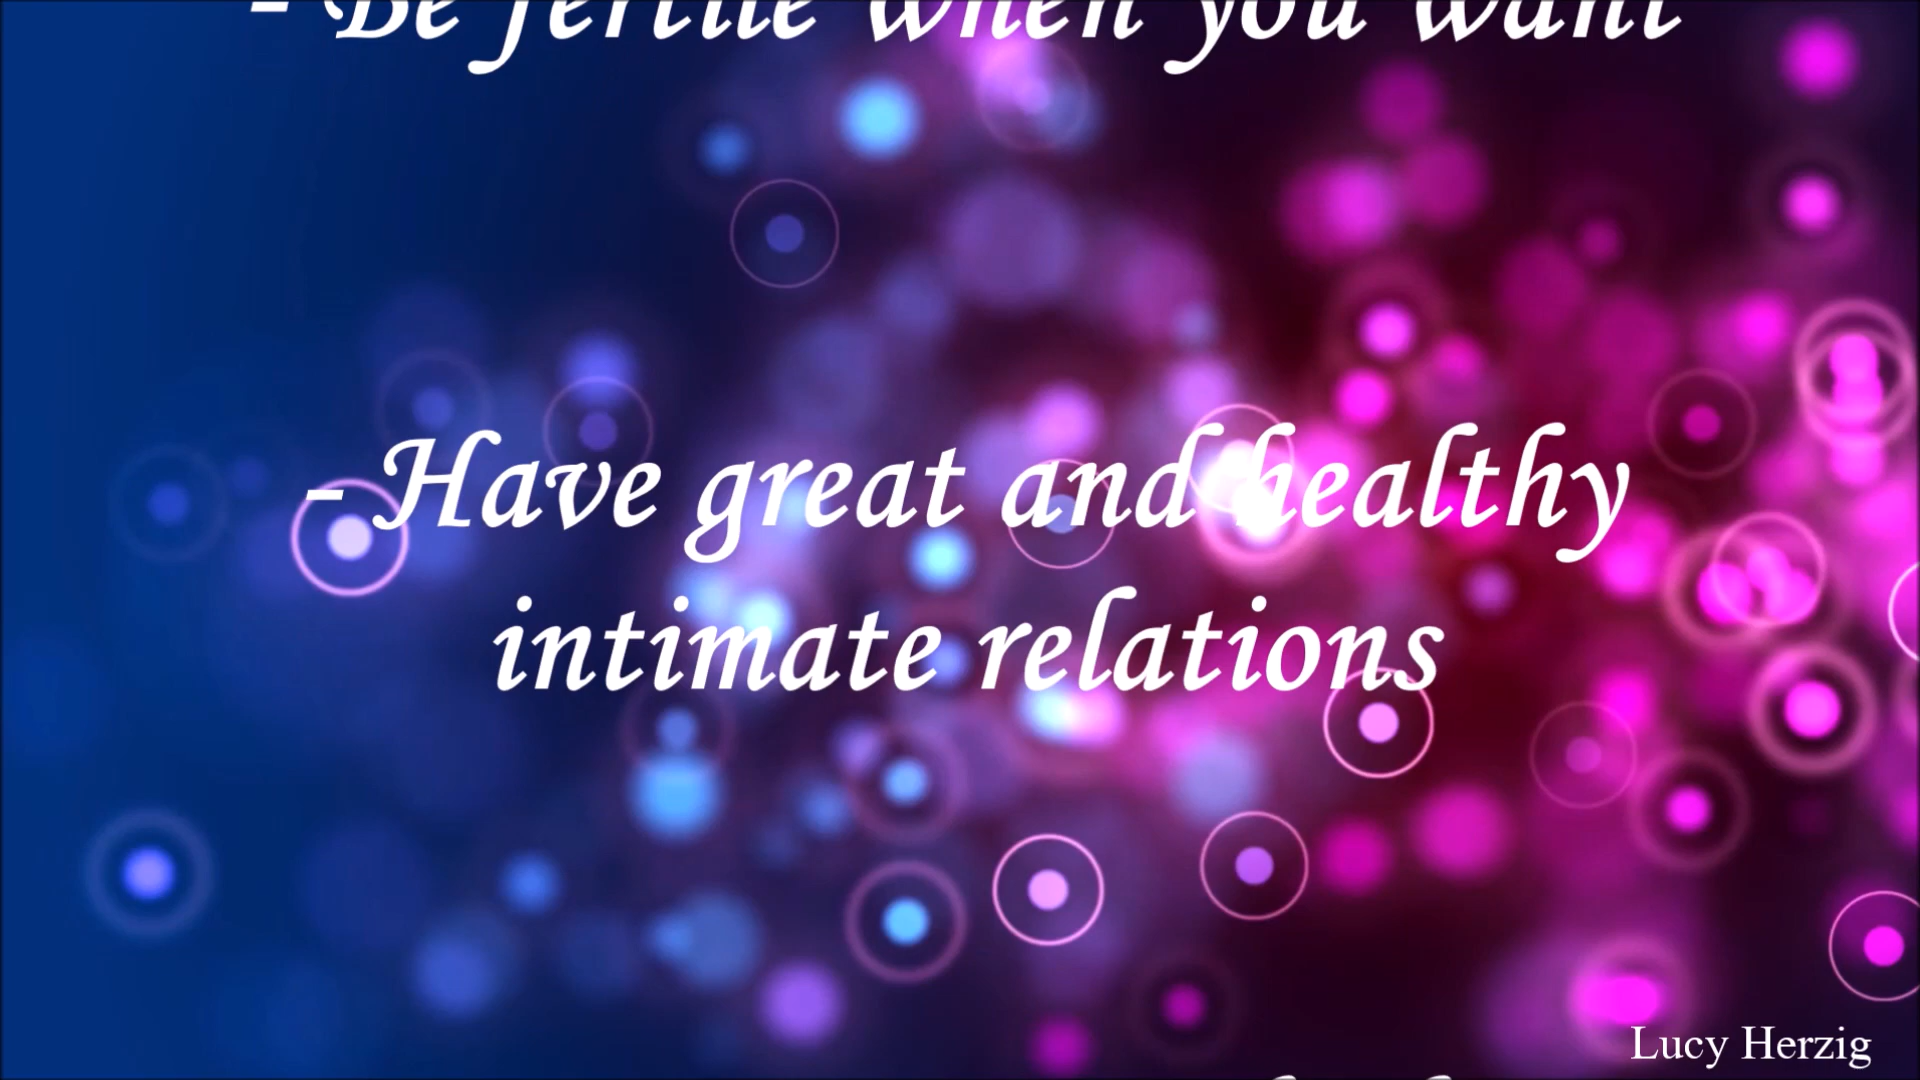 - Be fertile when you want
- Have great and healthy
intimate relations
Lucy Herzig